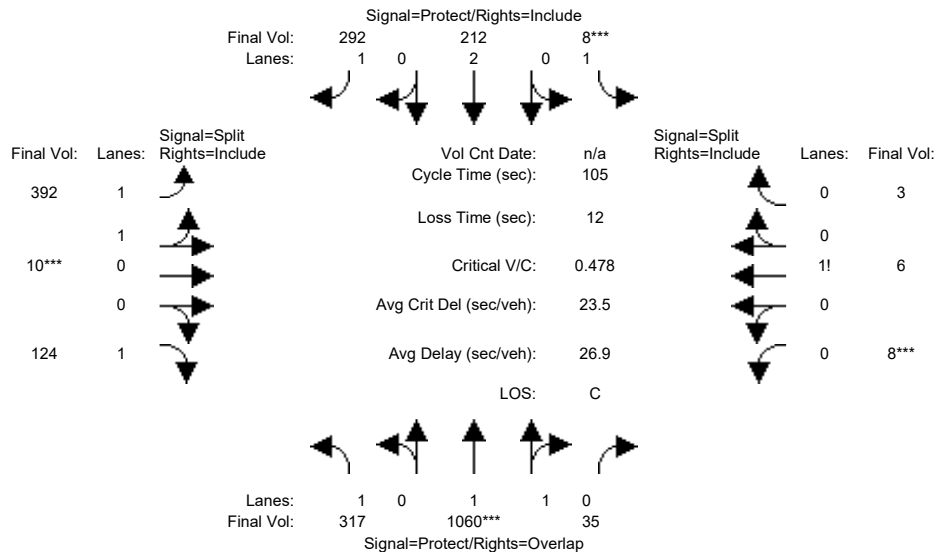 Signal=Protect/Rights=Include
Final Vol: 292 212 8***
Lanes: 1 0 2 0 1
Signal=Split
Final Vol: Lanes: Rights=Include
Vol Cnt Date: n/a
Signal=Split
Rights=Include Lanes: Final Vol:
Cycle Time (sec): 105
392 1
0 3
Loss Time (sec): 12
1
0
10*** 0
Critical V/C: 0.478
1! 6
0
Avg Crit Del (sec/veh): 23.5
0
124 1
Avg Delay (sec/veh): 26.9
0 8***
LOS: C
Lanes: 1 0 1 1 0
Final Vol: 317 1060*** 35
Signal=Protect/Rights=Overlap